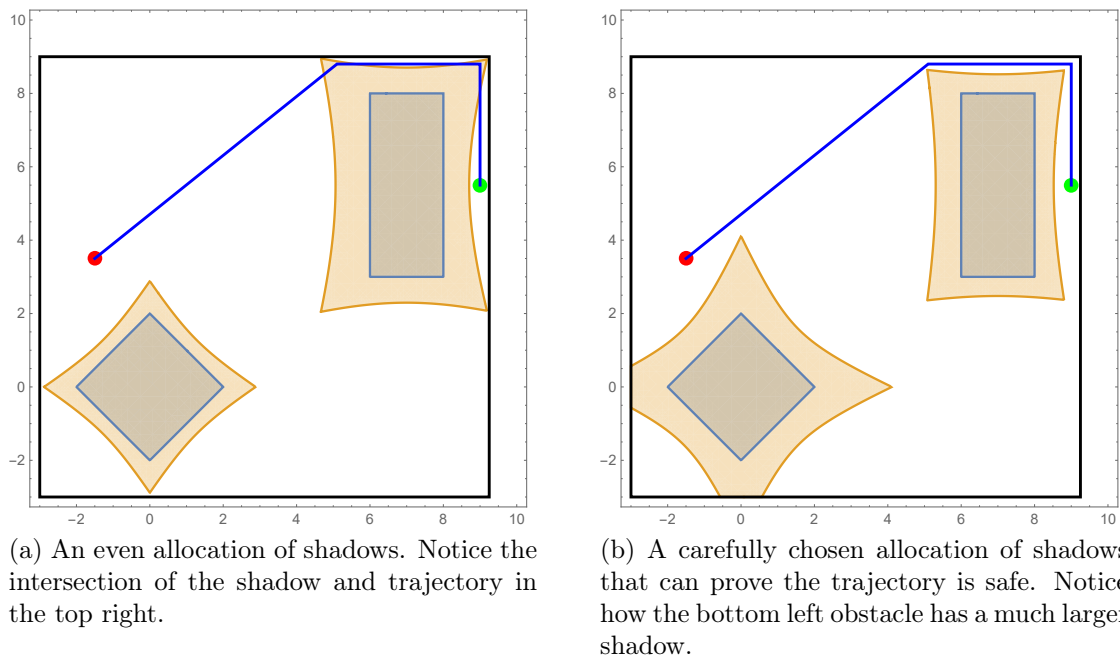 10
8
6
4
2
0
−2
−2 0 2 4 6 8 10
10
8
6
4
2
0
−2
−2 0 2 4 6 8 10
(a) An even allocation of shadows. Notice the
intersection of the shadow and trajectory in
the top right.
(b) A carefully chosen allocation of shadows
that can prove the trajectory is safe. Notice
how the bottom left obstacle has a much larger
shadow.